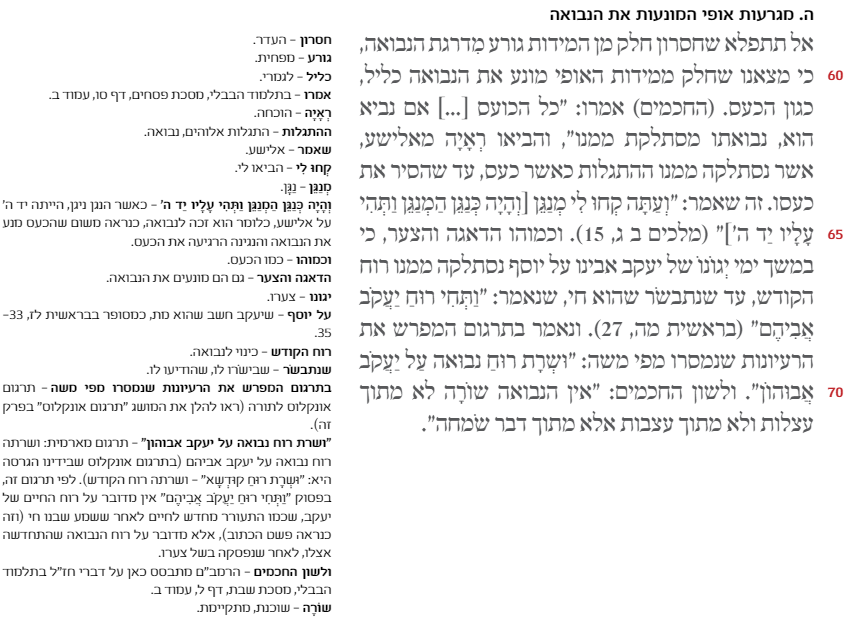 ה. מגרעות אופי המונעות את הנבואה
אל תתפלא שחסרון חלק מן המידות גורע מִדרגת הנבואה,
60 כי מצאנו שחלק ממידות האופי מונע את הנבואה כליל,
כגון הכעס. (החכמים) אמרו: "כל הכועס [...] אם נביא
הוא, נבואתו מסתלקת ממנו", והביאו רְאָיָה מאלישע,
אשר נסתלקה ממנו ההתגלות כאשר כעס, עד שהסיר את
כעסו. זה שאמר: "וְעַתָּה קְחוּ לִי מְנַגֵּן [וְהָיָה כְּנַגֵּן הַמְנַגֵּן וַתְּהִי
65 עָלָיו יַד ה']" (מלכים ב ג, 15). וכמוהו הדאגה והצער, כי
במשך ימי יְגוֹנוֹ של יעקב אבינו על יוסף נסתלקה ממנו רוח
הקודש, עד שנתבשׂר שהוא חי, שנאמר: "וַתְּחִי רוּחַ יַעֲקֹב
אֲבִיהֶם" (בראשית מה, 27). ונאמר בתרגום המפרש את
הרעיונות שנמסרו מפי משה: "וּשְׁרָת רוּחַ נבוּאה עַל יַעֲקֹב
70 אֲבוּהוֹן". ולשון החכמים: "אין הנבואה שוֹרָה לא מתוך
עצלות ולא מתוך עצבות אלא מתוך דבר שׂמחה".
חסרון – העדר.
גורע – מפחית.
כליל – לגמרי.
אמרו – בתלמוד הבבלי, מסכת פסחים, דף סו, עמוד ב.
רְאָיָה – הוכחה.
ההתגלות – התגלות אלוהים, נבואה.
שאמר – אלישע.
קְחוּ לִי – הביאו לי.
מְנַגֵּן – נַגָּן.
וְהָיָה כְּנַגֵּן הַמְנַגֵּן וַתְּהִי עָלָיו יַד ה' – כאשר הנגן ניגן, הייתה יד ה'
על אלישע, כלומר הוא זכה לנבואה, כנראה משום שהכעס מנע
את הנבואה והנגינה הרגיעה את הכעס.
וכמוהו – כמו הכעס.
הדאגה והצער – גם הם מונעים את הנבואה.
יגונו – צערו.
על יוסף – שיעקב חשב שהוא מת, כמסופר בבראשית לז, 33–
35.
רוח הקודש – כינוי לנבואה.
שנתבשׂר – שבישׂרו לו, שהודיעו לו.
בתרגום המפרש את הרעיונות שנמסרו מפי משה – תרגום
אונקלוס לתורה (ראו להלן את המושג "תרגום אונקלוס" בפרק
זה).
"ושרת רוח נבואה על יעקב אבוהון" – תרגום מארמית: ושרתה
רוח נבואה על יעקב אביהם (בתרגום אונקלוס שבידינו הגרסה
היא: "וּשְׁרָת רוּחַ קוּדְשָׁא" – ושרתה רוח הקודש). לפי תרגום זה,
בפסוק "וַתְּחִי רוּחַ יַעֲקֹב אֲבִיהֶם" אין מדובר על רוח החיים של
יעקב, שכמו התעורר מחדש לחיים לאחר ששמע שבנו חי (וזה
כנראה פשט הכתוב), אלא מדובר על רוח הנבואה שהתחדשה
אצלו, לאחר שנפסקה בשל צערו.
ולשון החכמים – הרמב"ם מתבסס כאן על דברי חז"ל בתלמוד
הבבלי, מסכת שבת, דף ל, עמוד ב.
שוֹרָה – שוכנת, מתקיימת.